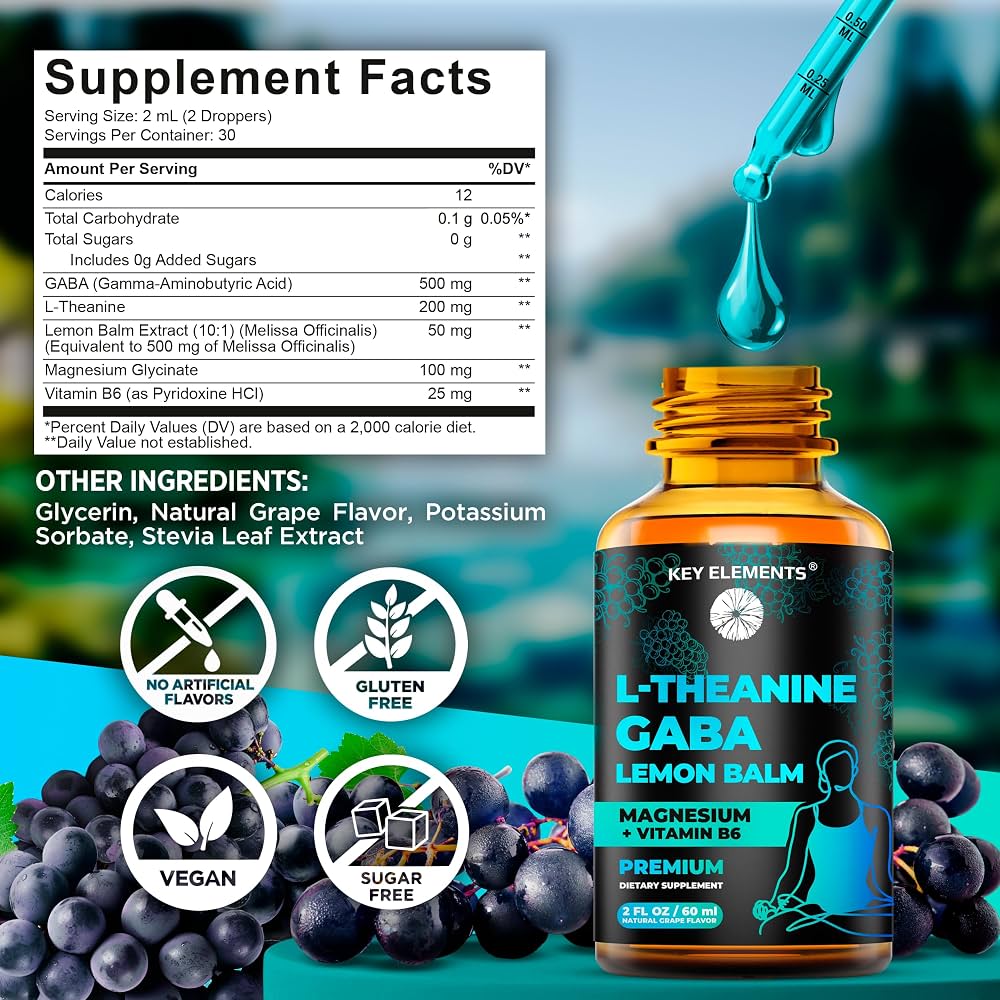 Supplement Facts
Serving Size: 2 mL (2 Droppers)
Servings Per Container: 30
Amount Per Serving %DV*
Calories 12
Total Carbohydrate 0.1 g 0.05%*
Total Sugars 0 g **
Includes 0g Added Sugars **
GABA (Gamma-Aminobutyric Acid) 500 mg **
L-Theanine 200 mg **
Lemon Balm Extract (10:1) (Melissa Officinalis) 50 mg **
(Equivalent to 500 mg of Melissa Officinalis)
Magnesium Glycinate 100 mg **
Vitamin B6 (as Pyridoxine HCl) 25 mg **
*Percent Daily Values (DV) are based on a 2,000 calorie diet.
**Daily Value not established.
OTHER INGREDIENTS:
Glycerin, Natural Grape Flavor, Potassium
Sorbate, Stevia Leaf Extract
NO ARTIFICIAL
FLAVORS
GLUTEN
FREE
VEGAN
SUGAR
FREE
0.50
ML
0.25
ML
KEY ELEMENTS®
L-THEANINE
GABA
LEMON BALM
MAGNESIUM
+ VITAMIN B6
PREMIUM
DIETARY SUPPLEMENT
2 FL OZ / 60 ml
NATURAL GRAPE FLAVOR